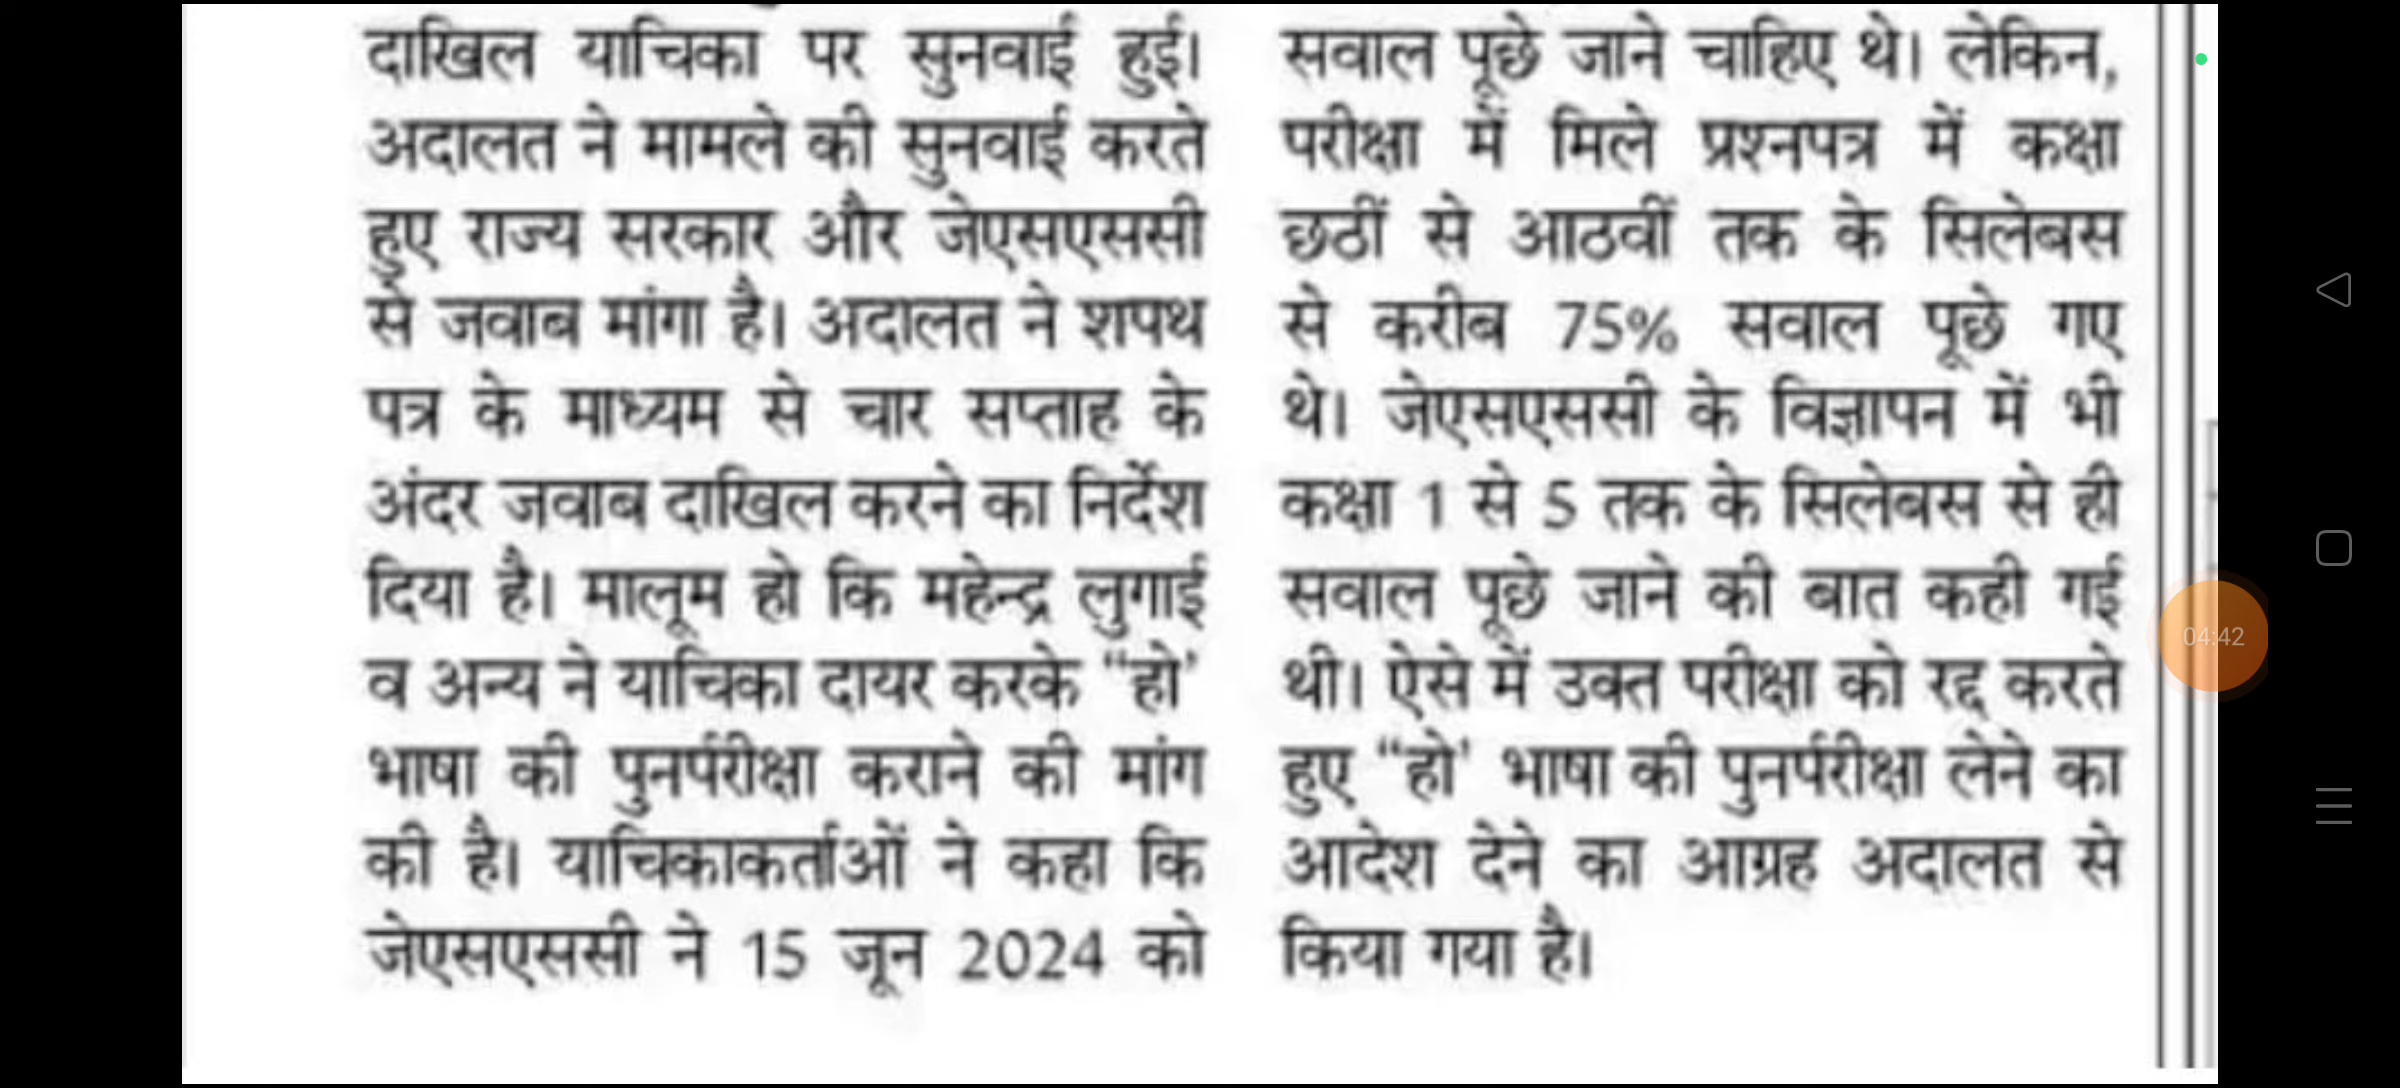 दाखिल याचिका पर सुनवाई हुई।
अदालत ने मामले की सुनवाई करते
हुए राज्य सरकार और जेएसएससी
से जवाब मांगा है। अदालत ने शपथ
पत्र के माध्यम से चार सप्ताह के
अंदर जवाब दाखिल करने का निर्देश
दिया है। मालूम हो कि महेन्द्र लुगाई
व अन्य ने याचिका दायर करके "हो'
भाषा की पुनर्परीक्षा कराने की मांग
की है। याचिकाकर्ताओं ने कहा कि
जेएसएससी ने 15 जून 2024 को
सवाल पूछे जाने चाहिए थे। लेकिन,
परीक्षा में मिले प्रश्नपत्र में कक्षा
छठीं से आठवीं तक के सिलेबस
से करीब 75% सवाल पूछे गए
थे। जेएसएससी के विज्ञापन में भी
कक्षा 1 से 5 तक के सिलेबस से ही
सवाल पूछे जाने की बात कही गई
थी। ऐसे में उक्त परीक्षा को रद्द करते
हुए "हो' भाषा की पुनर्परीक्षा लेने का
आदेश देने का आग्रह अदालत से
किया गया है।
04:42